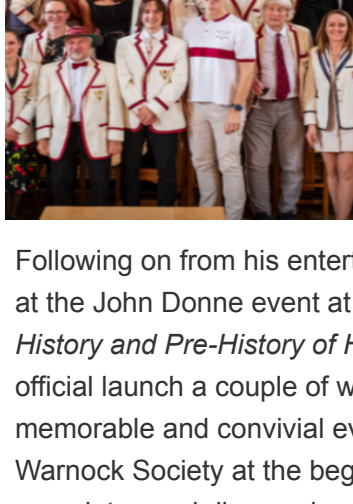 Following on from his entert
at the John Donne event at
History and Pre-History of H
official launch a couple of w
memorable and convivial ev
Warnock Society at the beg